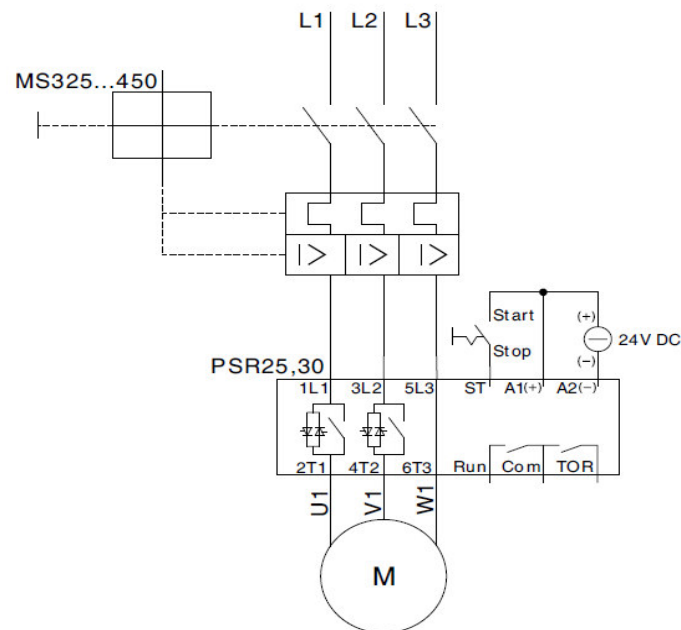 L1 L2 L3
MS325...450
I> I> I>
Start (+)
24V DC
Stop (-)
PSR25,30
1L1 3L2 5L3 ST A1(+) A2(-)
2T1 4T2 6T3 Run Com TOR
U1 V1 W1
M